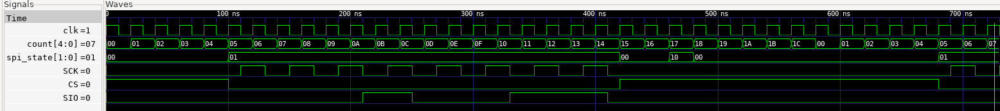 Signals Waves
Time 0 100 ns 200 ns 300 ns 400 ns 500 ns 600 ns 700 ns
clk=1
count[4:0]=07 00 01 02 03 04 05 06 07 08 09 0A 0B 0C 0D 0E 0F 10 11 12 13 14 15 16 17 18 19 1A 1B 1C 00 01 02 03 04 05 06 07
spi_state[1:0]=01 00 01 00 10 00 01
SCK=0
CS=0
SIO=0